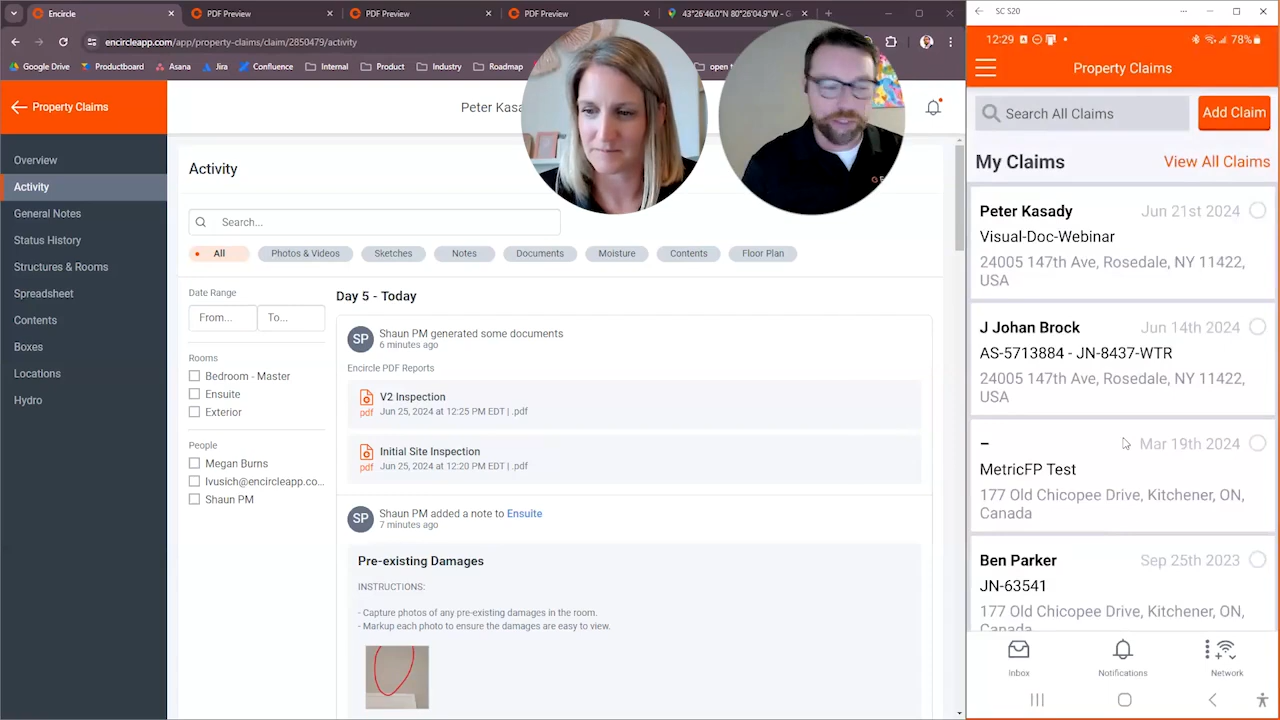 Encircle
PDF Preview
PDF Preview
PDF Preview
43°26'46.0"N 80°26'04.9"W - G
encircleapp.com/app/property-claims/claim/2850479/activity
Google Drive
Productboard
Asana
Jira
Confluence
Internal
Product
Industry
Roadmap
open t
Property Claims
Overview
Activity
General Notes
Status History
Structures & Rooms
Spreadsheet
Contents
Boxes
Locations
Hydro
Peter Kasa
Activity
Search...
All
Photos & Videos
Sketches
Notes
Documents
Moisture
Contents
Floor Plan
Date Range
From...
To...
Rooms
Bedroom - Master
Ensuite
Exterior
People
Megan Burns
lvusich@encircleapp.co...
Shaun PM
Day 5 - Today
SP
Shaun PM generated some documents
6 minutes ago
Encircle PDF Reports
pdf
V2 Inspection
Jun 25, 2024 at 12:25 PM EDT | .pdf
pdf
Initial Site Inspection
Jun 25, 2024 at 12:20 PM EDT | .pdf
SP
Shaun PM added a note to Ensuite
7 minutes ago
Pre-existing Damages
INSTRUCTIONS:
- Capture photos of any pre-existing damages in the room.
- Markup each photo to ensure the damages are easy to view.
SC S20
12:29
78%
Property Claims
Search All Claims
Add Claim
My Claims
View All Claims
Peter Kasady
Jun 21st 2024
Visual-Doc-Webinar
24005 147th Ave, Rosedale, NY 11422,
USA
J Johan Brock
Jun 14th 2024
AS-5713884 - JN-8437-WTR
24005 147th Ave, Rosedale, NY 11422,
USA
–
Mar 19th 2024
MetricFP Test
177 Old Chicopee Drive, Kitchener, ON,
Canada
Ben Parker
Sep 25th 2023
JN-63541
177 Old Chicopee Drive, Kitchener, ON,
Canada
Inbox
Notifications
Network